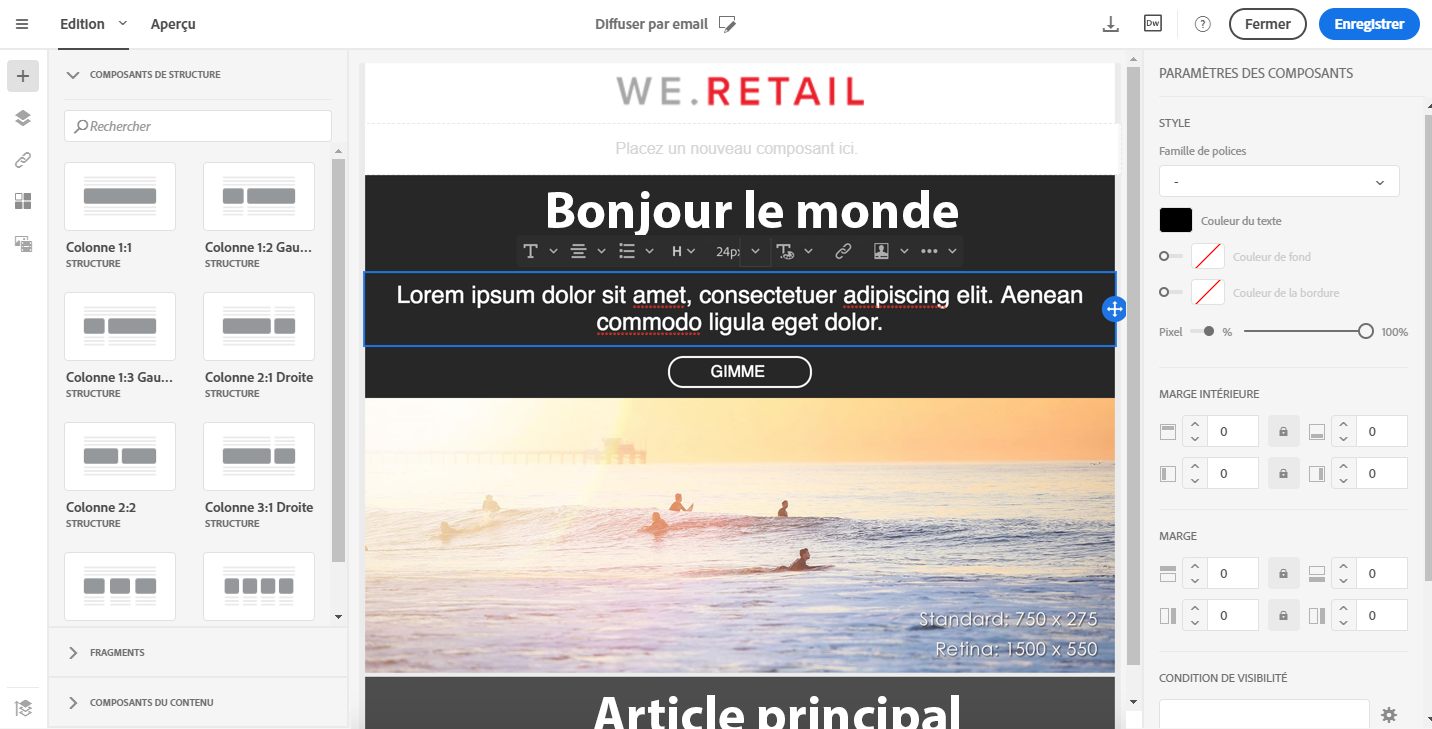 Edition
Aperçu
Diffuser par email
Dw
?
Fermer
Enregistrer
COMPOSANTS DE STRUCTURE
Rechercher
Colonne 1:1
STRUCTURE
Colonne 1:2 Gau...
STRUCTURE
Colonne 1:3 Gau...
STRUCTURE
Colonne 2:1 Droite
STRUCTURE
Colonne 2:2
STRUCTURE
Colonne 3:1 Droite
STRUCTURE
FRAGMENTS
COMPOSANTS DU CONTENU
WE.RETAIL
Placez un nouveau composant ici.
Bonjour le monde
H
24px
Lorem ipsum dolor sit amet, consectetuer adipiscing elit. Aenean
commodo ligula eget dolor.
GIMME
Standard: 750 x 275
Retina: 1500 x 550
Article principal
PARAMÈTRES DES COMPOSANTS
STYLE
Famille de polices
-
Couleur du texte
Couleur de fond
Couleur de la bordure
Pixel % 100%
MARGE INTÉRIEURE
0 0
0 0
MARGE
0 0
0 0
CONDITION DE VISIBILITÉ